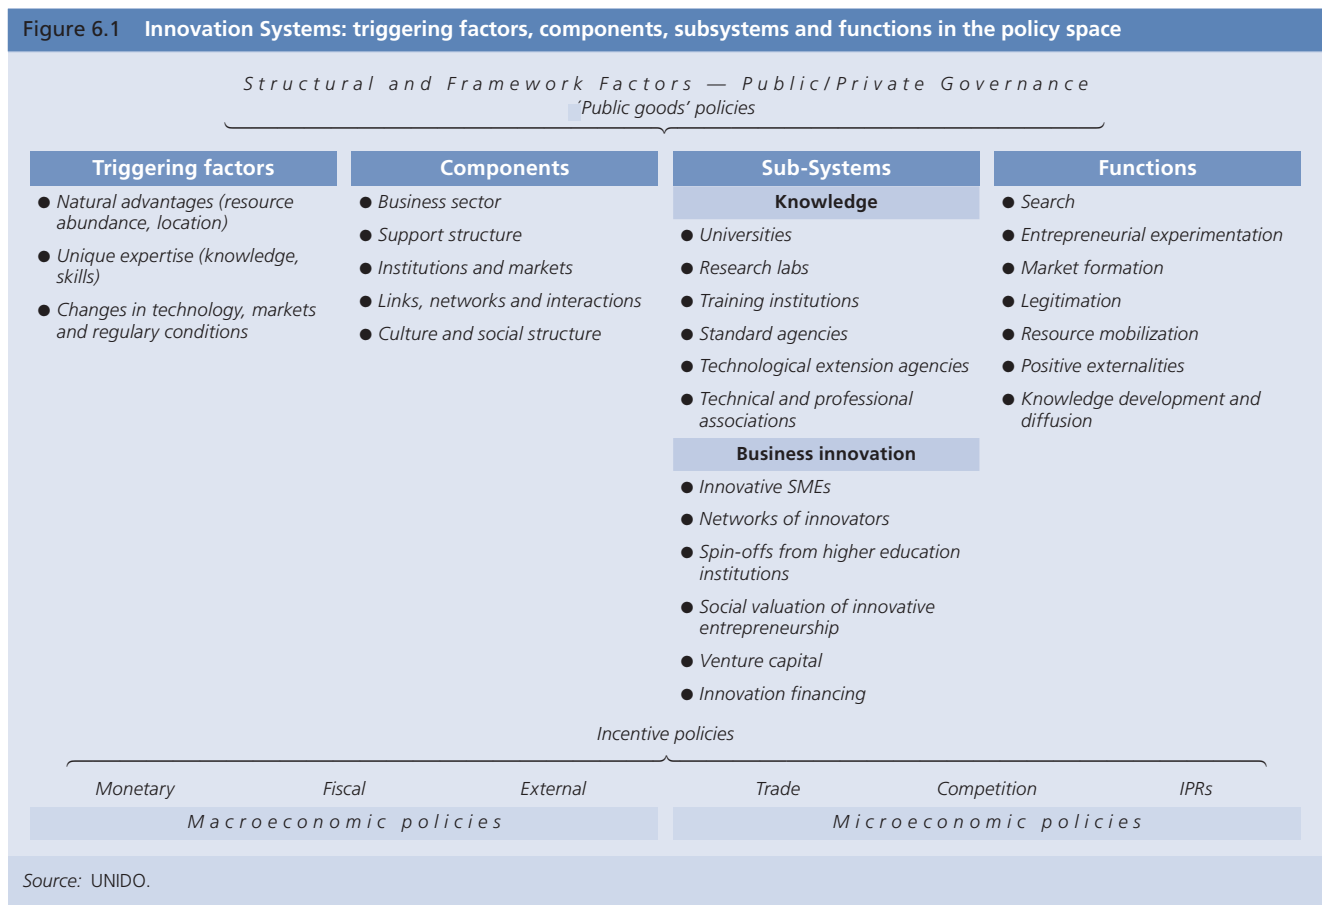 Figure 6.1 Innovation Systems: triggering factors, components, subsystems and functions in the policy space
Structural and Framework Factors — Public/Private Governance
'Public goods' policies
Triggering factors
● Natural advantages (resource
abundance, location)
● Unique expertise (knowledge,
skills)
● Changes in technology, markets
and regulary conditions
Components
● Business sector
● Support structure
● Institutions and markets
● Links, networks and interactions
● Culture and social structure
Sub-Systems
Knowledge
● Universities
● Research labs
● Training institutions
● Standard agencies
● Technological extension agencies
● Technical and professional
associations
Business innovation
● Innovative SMEs
● Networks of innovators
● Spin-offs from higher education
institutions
● Social valuation of innovative
entrepreneurship
● Venture capital
● Innovation financing
Functions
● Search
● Entrepreneurial experimentation
● Market formation
● Legitimation
● Resource mobilization
● Positive externalities
● Knowledge development and
diffusion
Incentive policies
Monetary Fiscal External Trade Competition IPRs
Macroeconomic policies Microeconomic policies
Source: UNIDO.